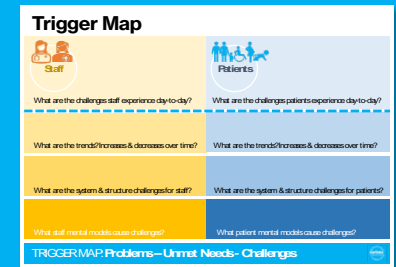 Trigger Map
Staff
Patients
What are the challenges staff experience day-to-day?
What are the challenges patients experience day-to-day?
What are the trends?Increases & decreases over time?
What are the trends?Increases & decreases over time?
What are the system & structure challenges for staff?
What are the system & structure challenges for patients?
What staff mental models cause challenges?
What patient mental models cause challenges?
TRIGGER MAP: Problems – Unmet Needs - Challenges